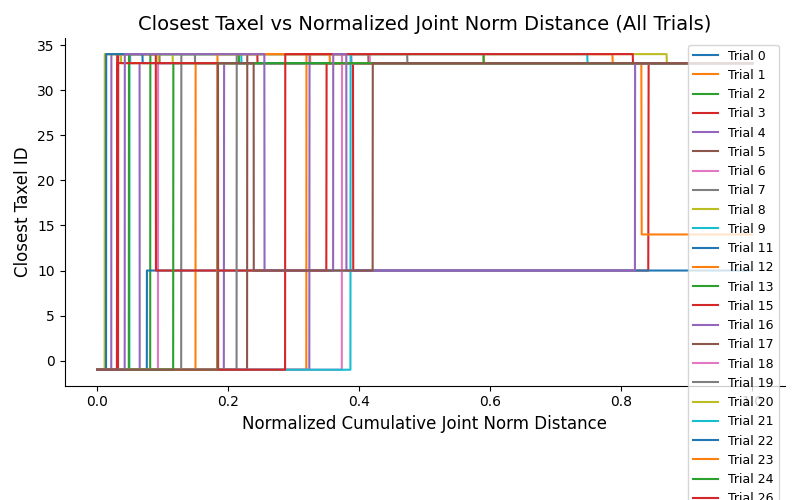 Closest Taxel vs Normalized Joint Norm Distance (All Trials)
Closest Taxel ID
35
30
25
20
15
10
5
0
0.0
0.2
0.4
0.6
0.8
Normalized Cumulative Joint Norm Distance
Trial 0
Trial 1
Trial 2
Trial 3
Trial 4
Trial 5
Trial 6
Trial 7
Trial 8
Trial 9
Trial 11
Trial 12
Trial 13
Trial 15
Trial 16
Trial 17
Trial 18
Trial 19
Trial 20
Trial 21
Trial 22
Trial 23
Trial 24
Trial 26